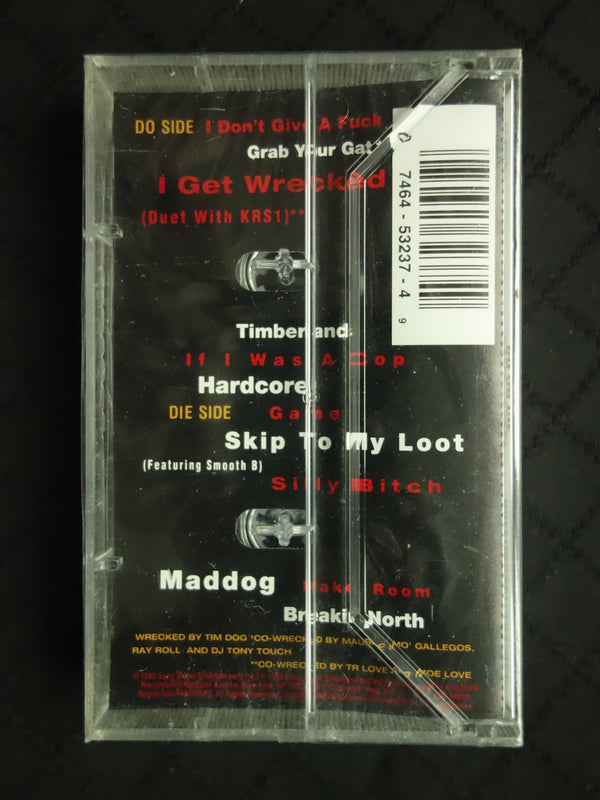 DO SIDE I Don't Give A Fuck
Grab Your Gat*
I Get Wrecked
(Duet With KRS1)**
Timberlands
If I Was A Cop
Hardcore
DIE SIDE Game
Skip To My Loot
(Featuring Smooth B)
Silly Bitch
Maddog Make Room
Breakin' North
WRECKED BY TIM DOG *CO-WRECKED BY 'MO' GALLEGOS,
RAY ROLL AND DJ TONY TOUCH
**CO-WRECKED BY TR LOVE MOE LOVE
0 7464-53237-4 9